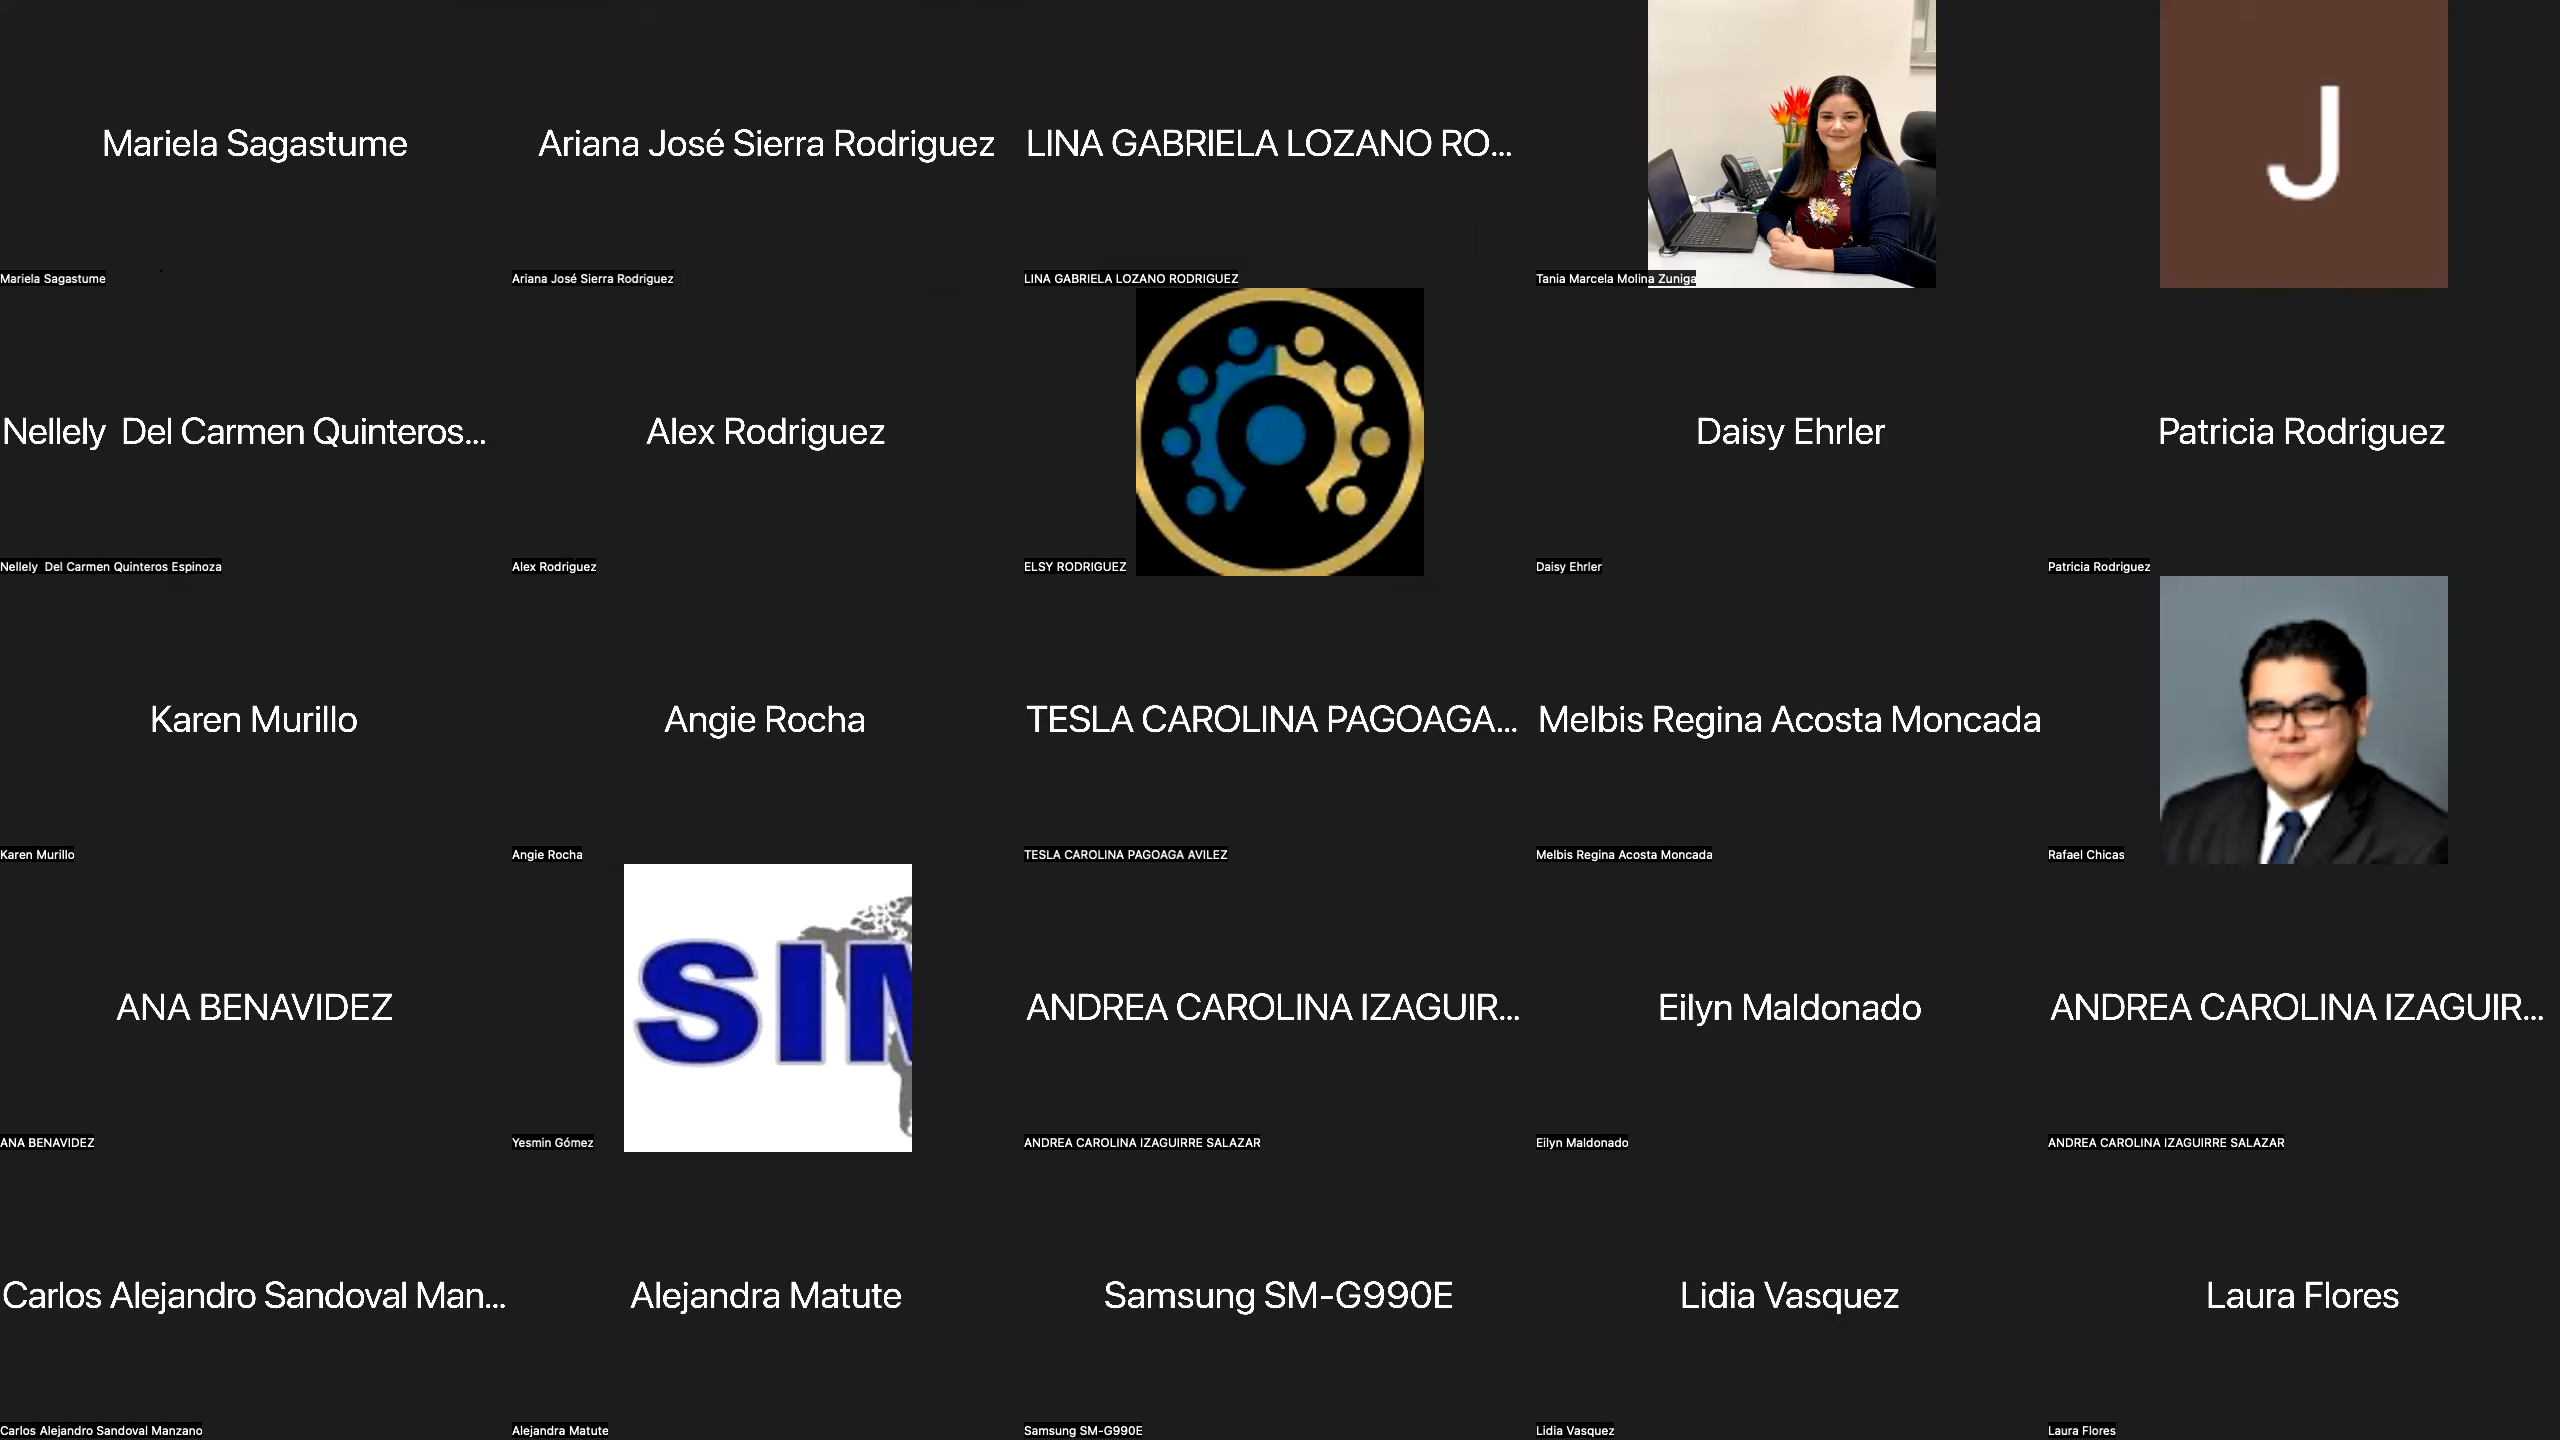 Mariela Sagastume
Ariana José Sierra Rodriguez
LINA GABRIELA LOZANO RO...
J
Mariela Sagastume
Ariana José Sierra Rodriguez
LINA GABRIELA LOZANO RODRIGUEZ
Tania Marcela Molina Zuniga
Nellely  Del Carmen Quinteros...
Alex Rodriguez
Daisy Ehrler
Patricia Rodriguez
Nellely  Del Carmen Quinteros Espinoza
Alex Rodriguez
ELSY RODRIGUEZ
Daisy Ehrler
Patricia Rodriguez
Karen Murillo
Angie Rocha
TESLA CAROLINA PAGOAGA...
Melbis Regina Acosta Moncada
Karen Murillo
Angie Rocha
TESLA CAROLINA PAGOAGA AVILEZ
Melbis Regina Acosta Moncada
Rafael Chicas
ANA BENAVIDEZ
SIM
ANDREA CAROLINA IZAGUIR...
Eilyn Maldonado
ANDREA CAROLINA IZAGUIR...
ANA BENAVIDEZ
Yesmin Gómez
ANDREA CAROLINA IZAGUIRRE SALAZAR
Eilyn Maldonado
ANDREA CAROLINA IZAGUIRRE SALAZAR
Carlos Alejandro Sandoval Man...
Alejandra Matute
Samsung SM-G990E
Lidia Vasquez
Laura Flores
Carlos Alejandro Sandoval Manzano
Alejandra Matute
Samsung SM-G990E
Lidia Vasquez
Laura Flores